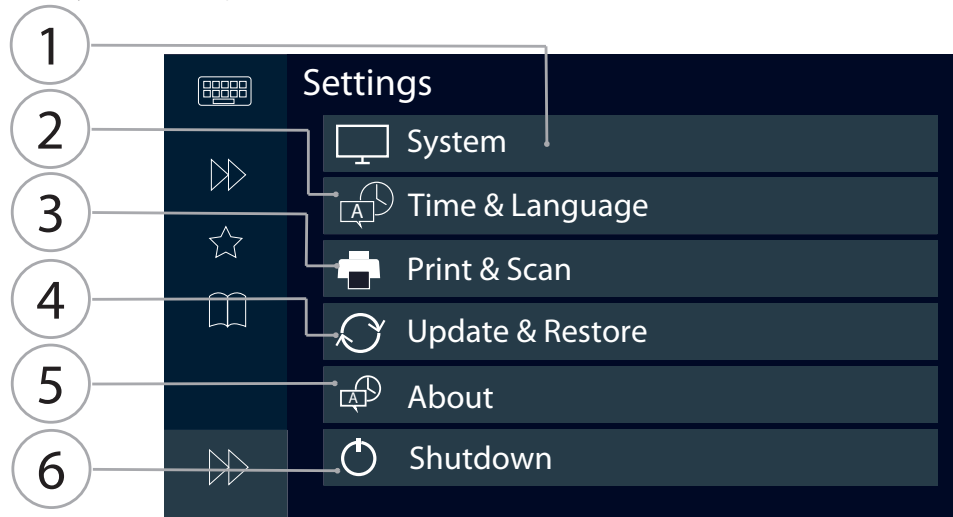 1
Settings
2
System
Time & Language
3
Print & Scan
4
Update & Restore
5
About
6
Shutdown